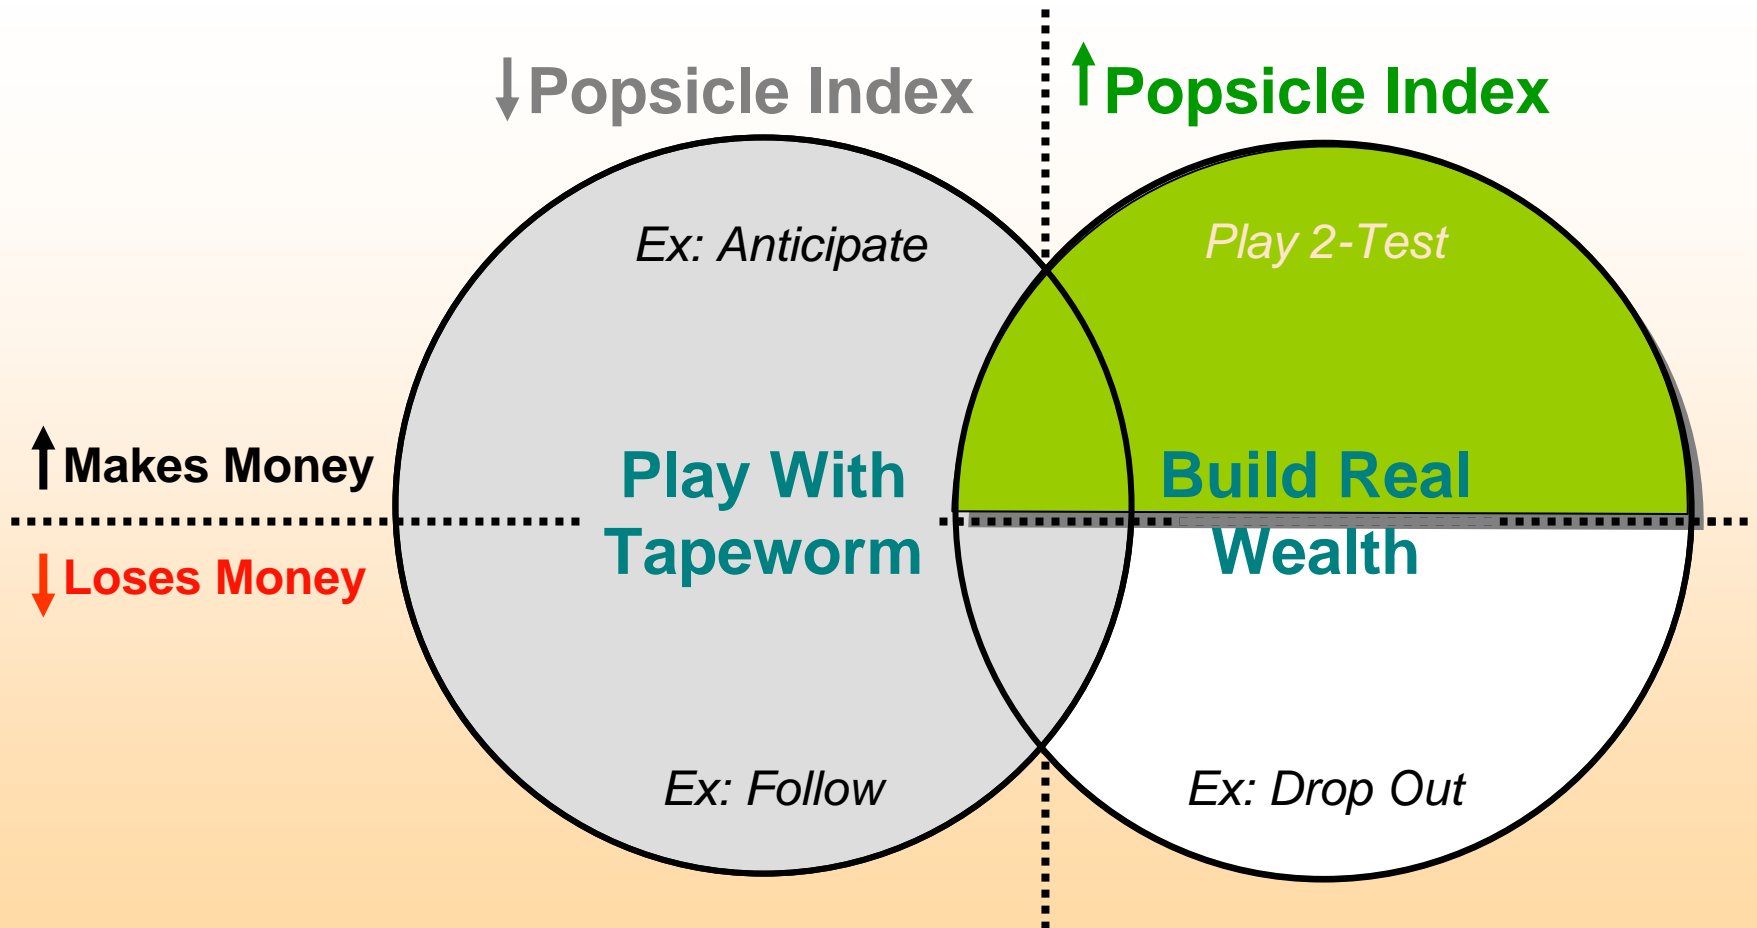 ↓Popsicle Index
↑Popsicle Index
Ex: Anticipate
Play 2-Test
↑Makes Money
↓Loses Money
Play With
Tapeworm
Build Real
Wealth
Ex: Follow
Ex: Drop Out